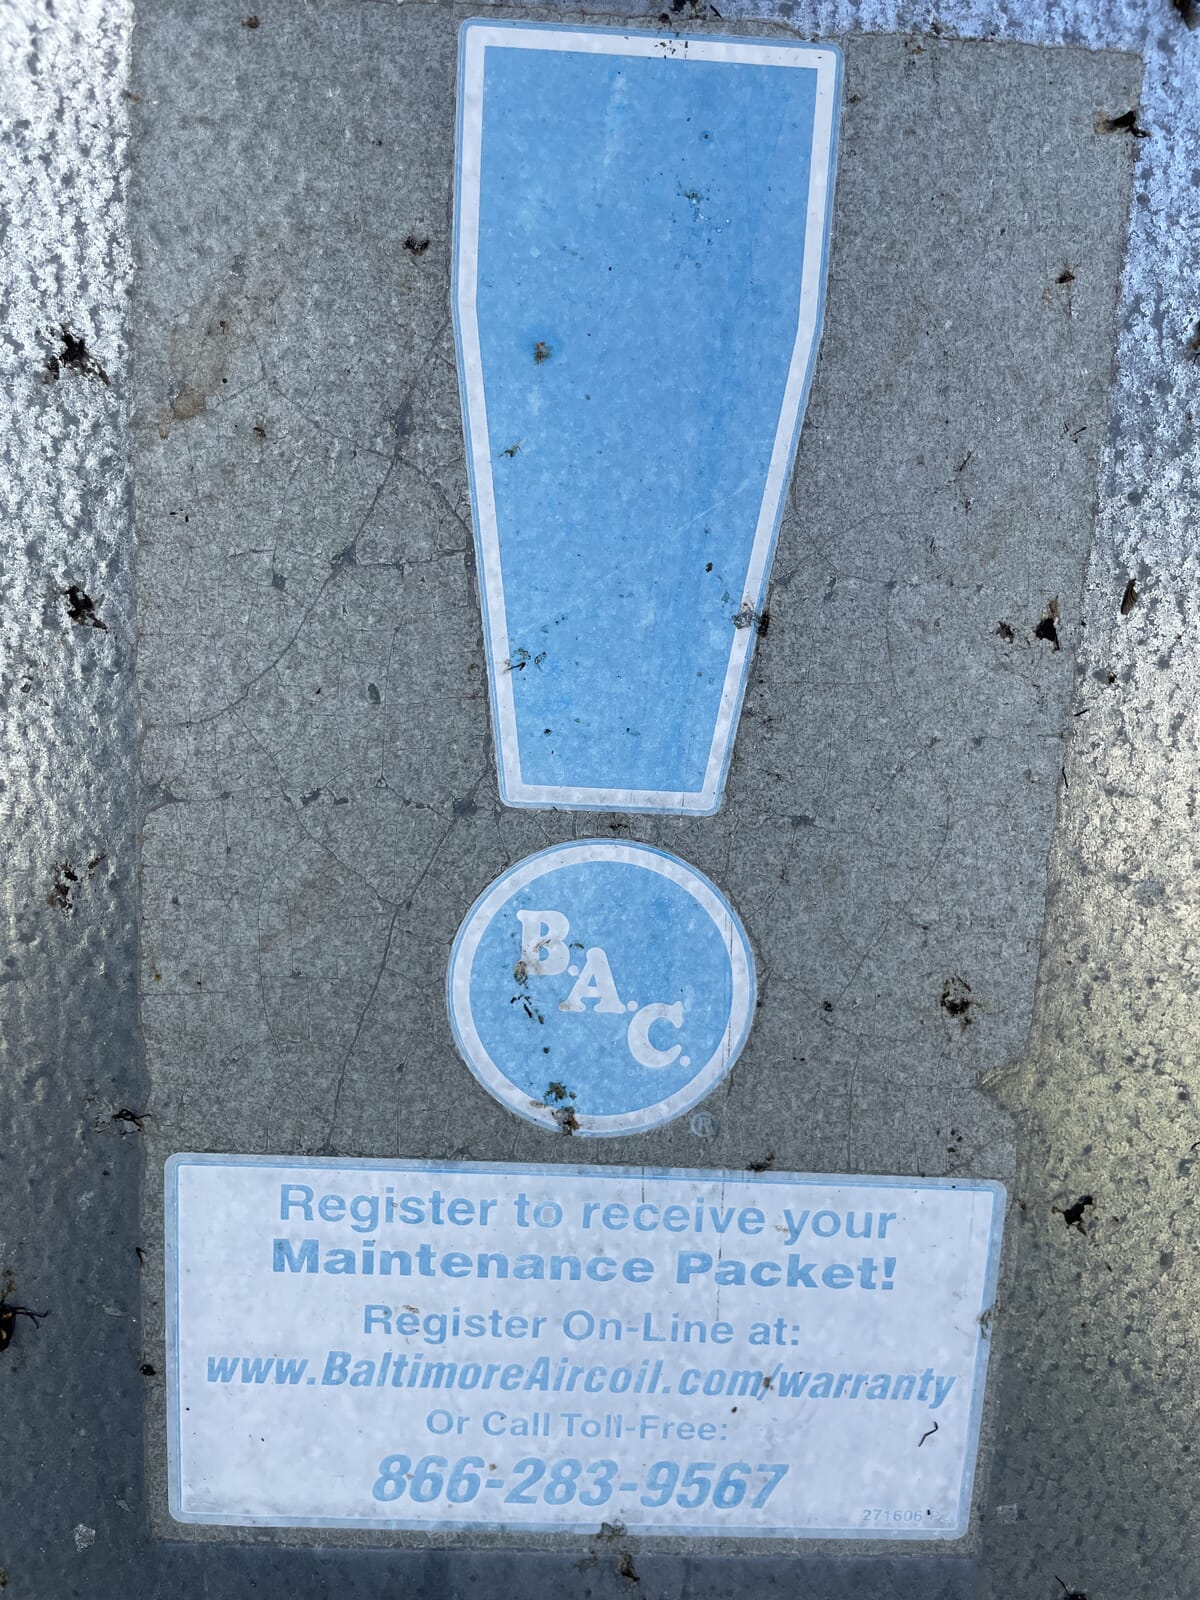 B.A.C.
®
Register to receive your
Maintenance Packet!
Register On-Line at:
www.BaltimoreAircoil.com/warranty
Or Call Toll-Free:
866-283-9567
271606